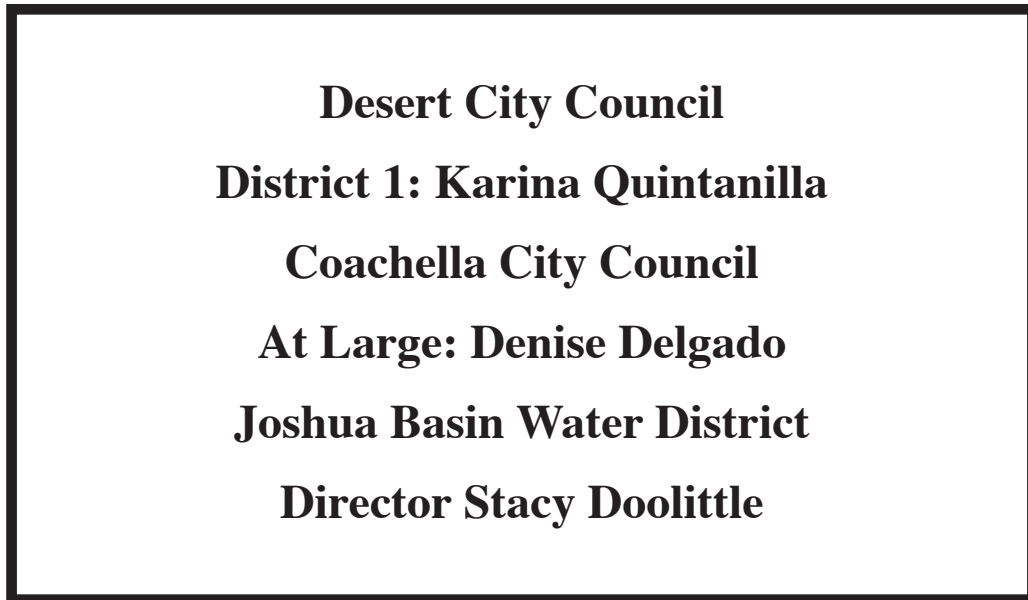 Desert City Council
District 1: Karina Quintanilla
Coachella City Council
At Large: Denise Delgado
Joshua Basin Water District
Director Stacy Doolittle